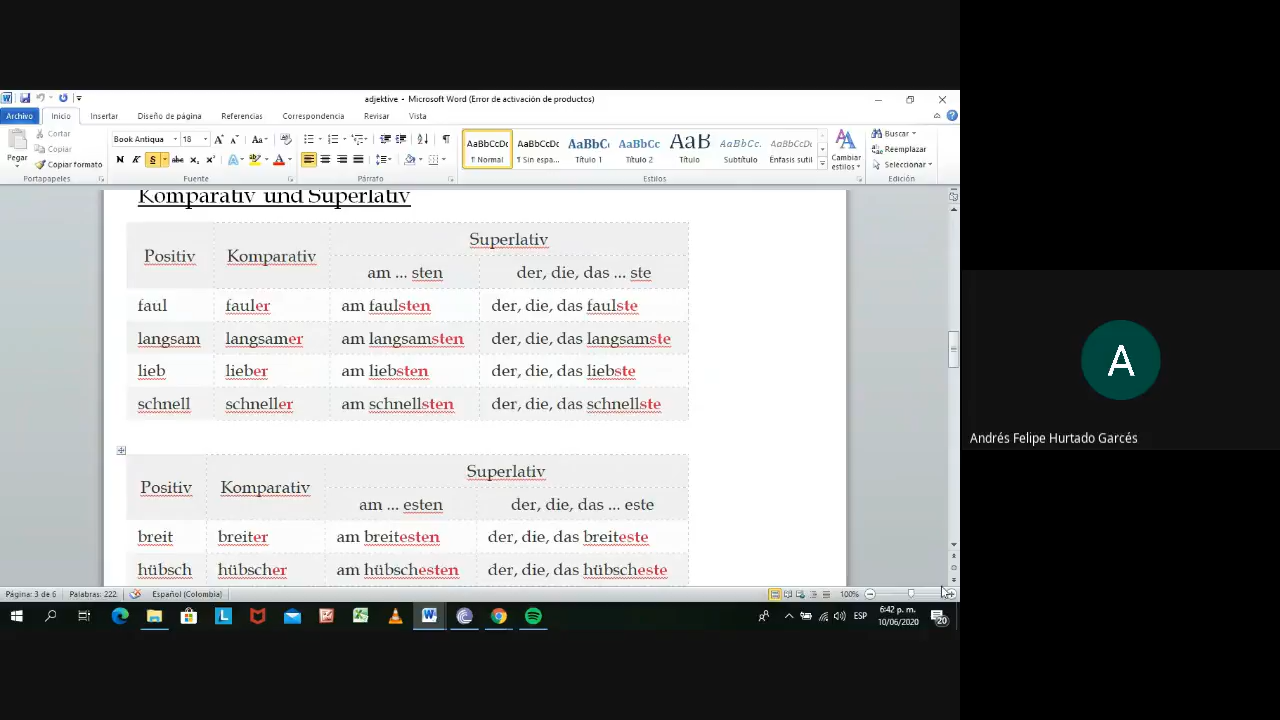 adjektive - Microsoft Word (Error de activación de productos)
Archivo Inicio Insertar Diseño de página Referencias Correspondencia Revisar Vista
Pegar
Cortar
Copiar
Copiar formato
Portapapeles
Book Antiqua 18
Fuente
Párrafo
AaBbCcDc AaBbCcDc AaBbC AaBbCc AaB AaBbCc. AaBbCcDc
¶ Normal ¶ Sin espa... Título 1 Título 2 Título Subtítulo Énfasis sutil
Estilos
Cambiar estilos
Buscar
Reemplazar
Seleccionar
Edición
Komparativ und Superlativ
Positiv Komparativ Superlativ
am ... sten der, die, das ... ste
faul fauler am faulsten der, die, das faulste
langsam langsamer am langsamsten der, die, das langsamste
lieb lieber am liebsten der, die, das liebste
schnell schneller am schnellsten der, die, das schnellste
Positiv Komparativ Superlativ
am ... esten der, die, das ... este
breit breiter am breitesten der, die, das breiteste
hübsch hübscher am hübschesten der, die, das hübscheste
Página: 3 de 6 Palabras: 222 Español (Colombia) 100%
ESP 6:42 p. m.
10/06/2020
20
A
Andrés Felipe Hurtado Garcés